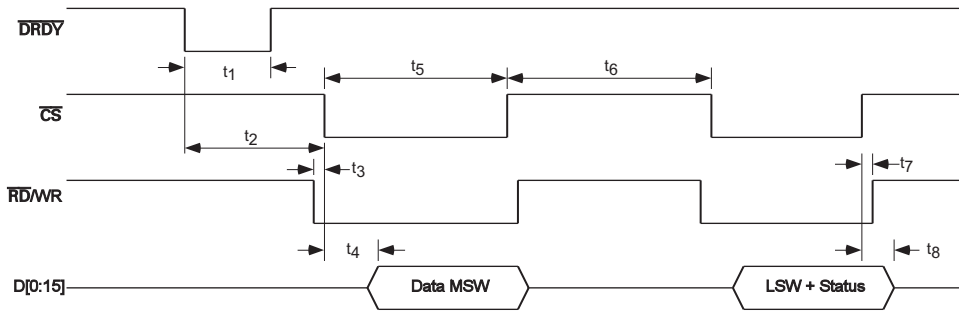 DRDY
t1
t5
t6
CS
t2
t3
t7
RD/WR
t4
t8
D[0:15]
Data MSW
LSW + Status